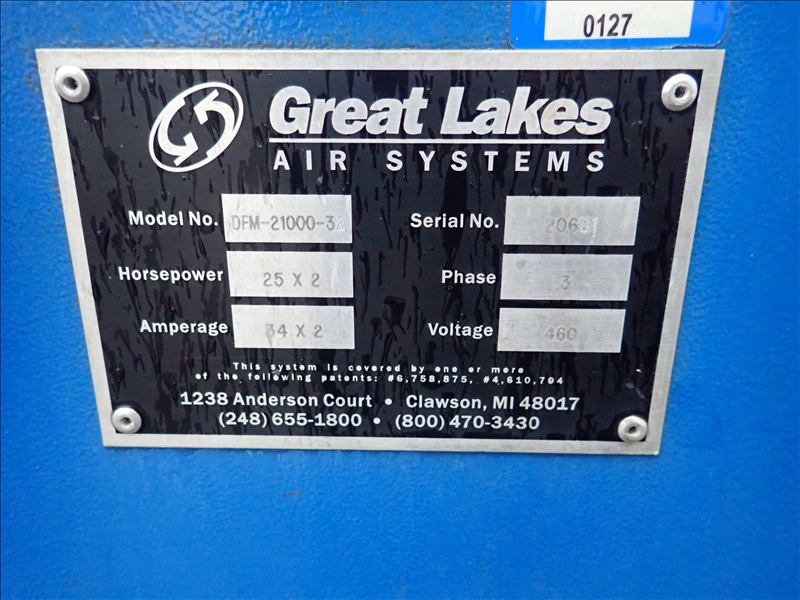 0127
Great Lakes
AIR SYSTEMS
Model No. DFM-21000-32 Serial No. 20681
Horsepower 25 X 2 Phase 3
Amperage 34 X 2 Voltage 460
This system is covered by one or more
of the following patents: #6,758,875, #4,610,704
1238 Anderson Court • Clawson, MI 48017
(248) 655-1800 • (800) 470-3430